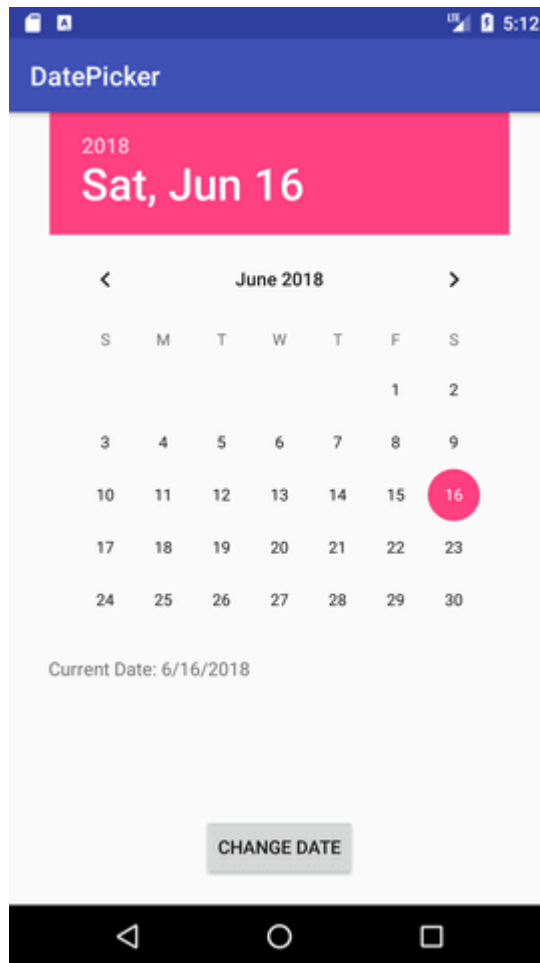 LTE 5:12
DatePicker
2018
Sat, Jun 16
June 2018
S M T W T F S
1 2
3 4 5 6 7 8 9
10 11 12 13 14 15 16
17 18 19 20 21 22 23
24 25 26 27 28 29 30
Current Date: 6/16/2018
CHANGE DATE